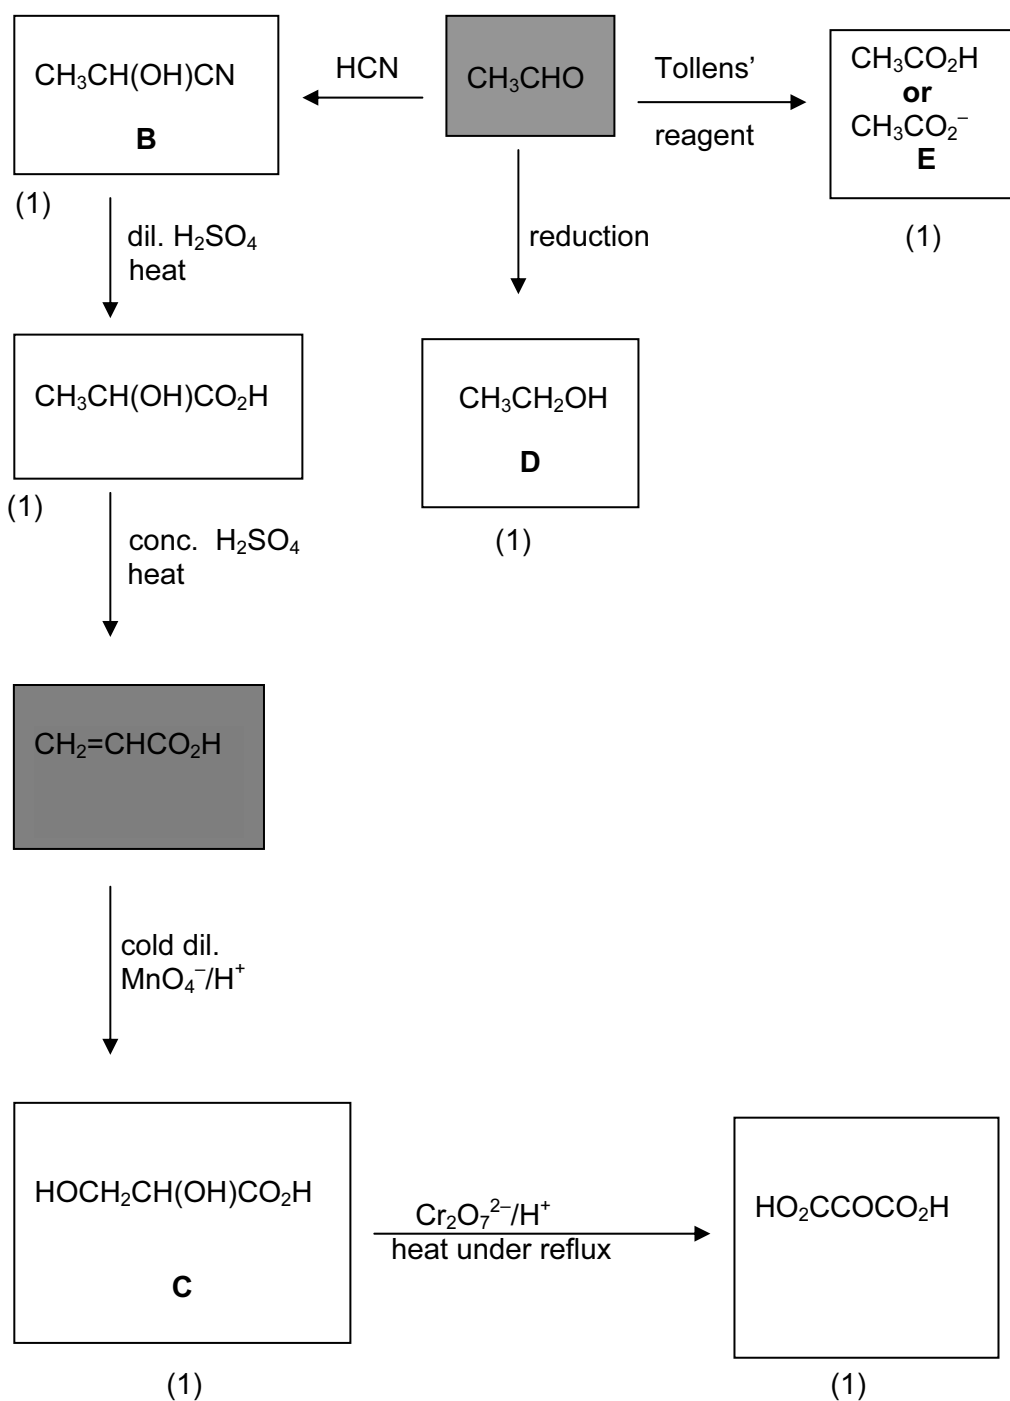 CH₃CH(OH)CN
B
(1)
HCN
CH₃CHO
Tollens’
reagent
CH₃CO₂H
or
CH₃CO₂⁻
E
(1)
dil. H₂SO₄
heat
reduction
CH₃CH(OH)CO₂H
(1)
CH₃CH₂OH
D
(1)
conc. H₂SO₄
heat
CH₂=CHCO₂H
cold dil.
MnO₄⁻/H⁺
HOCH₂CH(OH)CO₂H
C
(1)
Cr₂O₇²⁻/H⁺
heat under reflux
HO₂CCOCO₂H
(1)